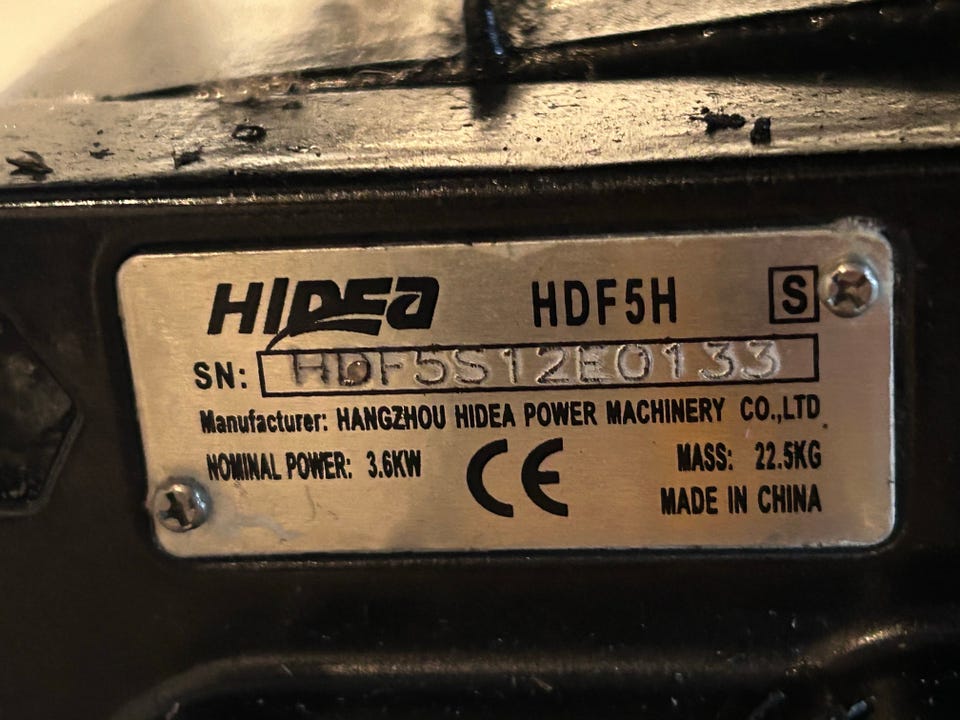 HIDEA HDF5H S
SN: HDF5S12E0133
Manufacturer: HANGZHOU HIDEA POWER MACHINERY CO.,LTD
NOMINAL POWER: 3.6KW CE MASS: 22.5KG
MADE IN CHINA